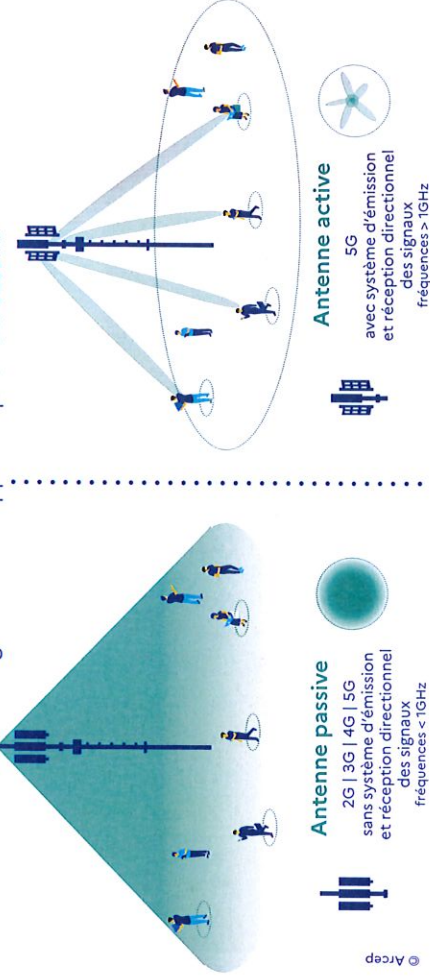 Antenne passive
2G | 3G | 4G | 5G
sans système d'émission
et réception directionnel
des signaux
fréquences < 1GHz
Antenne active
5G
avec système d'émission
et réception directionnel
des signaux
fréquences > 1GHz
© Arcep